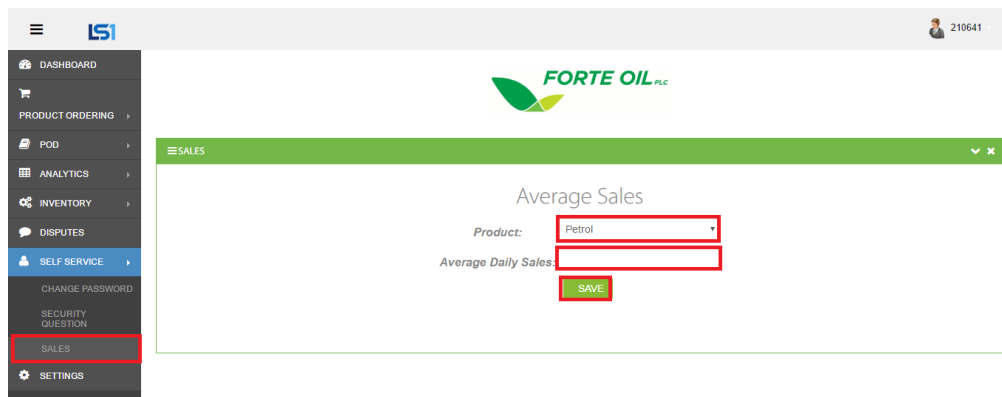 LS1
210641
DASHBOARD
PRODUCT ORDERING
POD
ANALYTICS
INVENTORY
DISPUTES
SELF SERVICE
CHANGE PASSWORD
SECURITY
QUESTION
SALES
SETTINGS
FORTE OIL PLC
SALES
Average Sales
Product: Petrol
Average Daily Sales:
SAVE